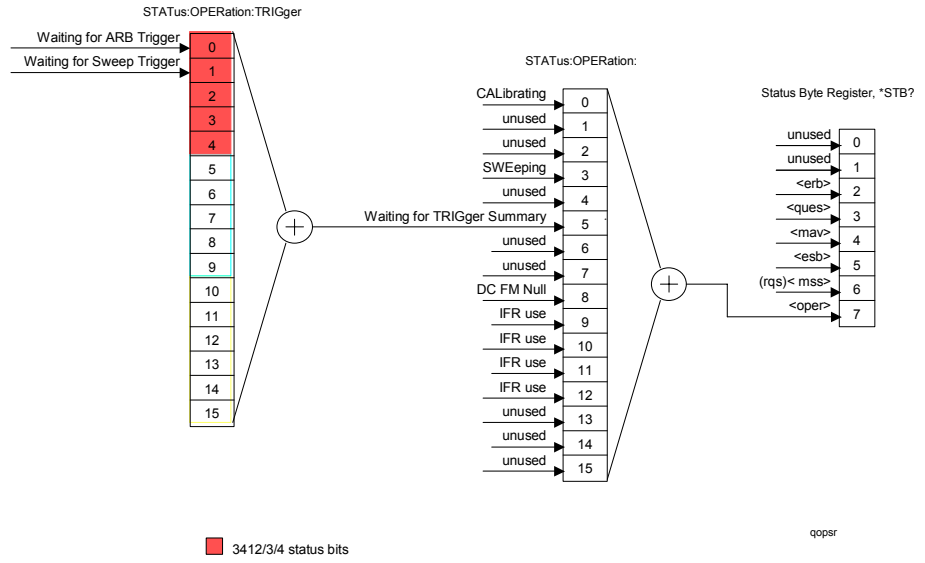 STATus:OPERation:TRIGger
Waiting for ARB Trigger
Waiting for Sweep Trigger
0
1
2
3
4
5
6
7
8
9
10
11
12
13
14
15
STATus:OPERation:
CALibrating 0
unused 1
unused 2
SWEeping 3
unused 4
Waiting for TRIGger Summary 5
unused 6
unused 7
DC FM Null 8
IFR use 9
IFR use 10
IFR use 11
IFR use 12
unused 13
unused 14
unused 15
Status Byte Register, *STB?
unused 0
unused 1
<erb> 2
<ques> 3
<mav> 4
<esb> 5
(rqs)< mss> 6
<oper> 7
qopsr
3412/3/4 status bits